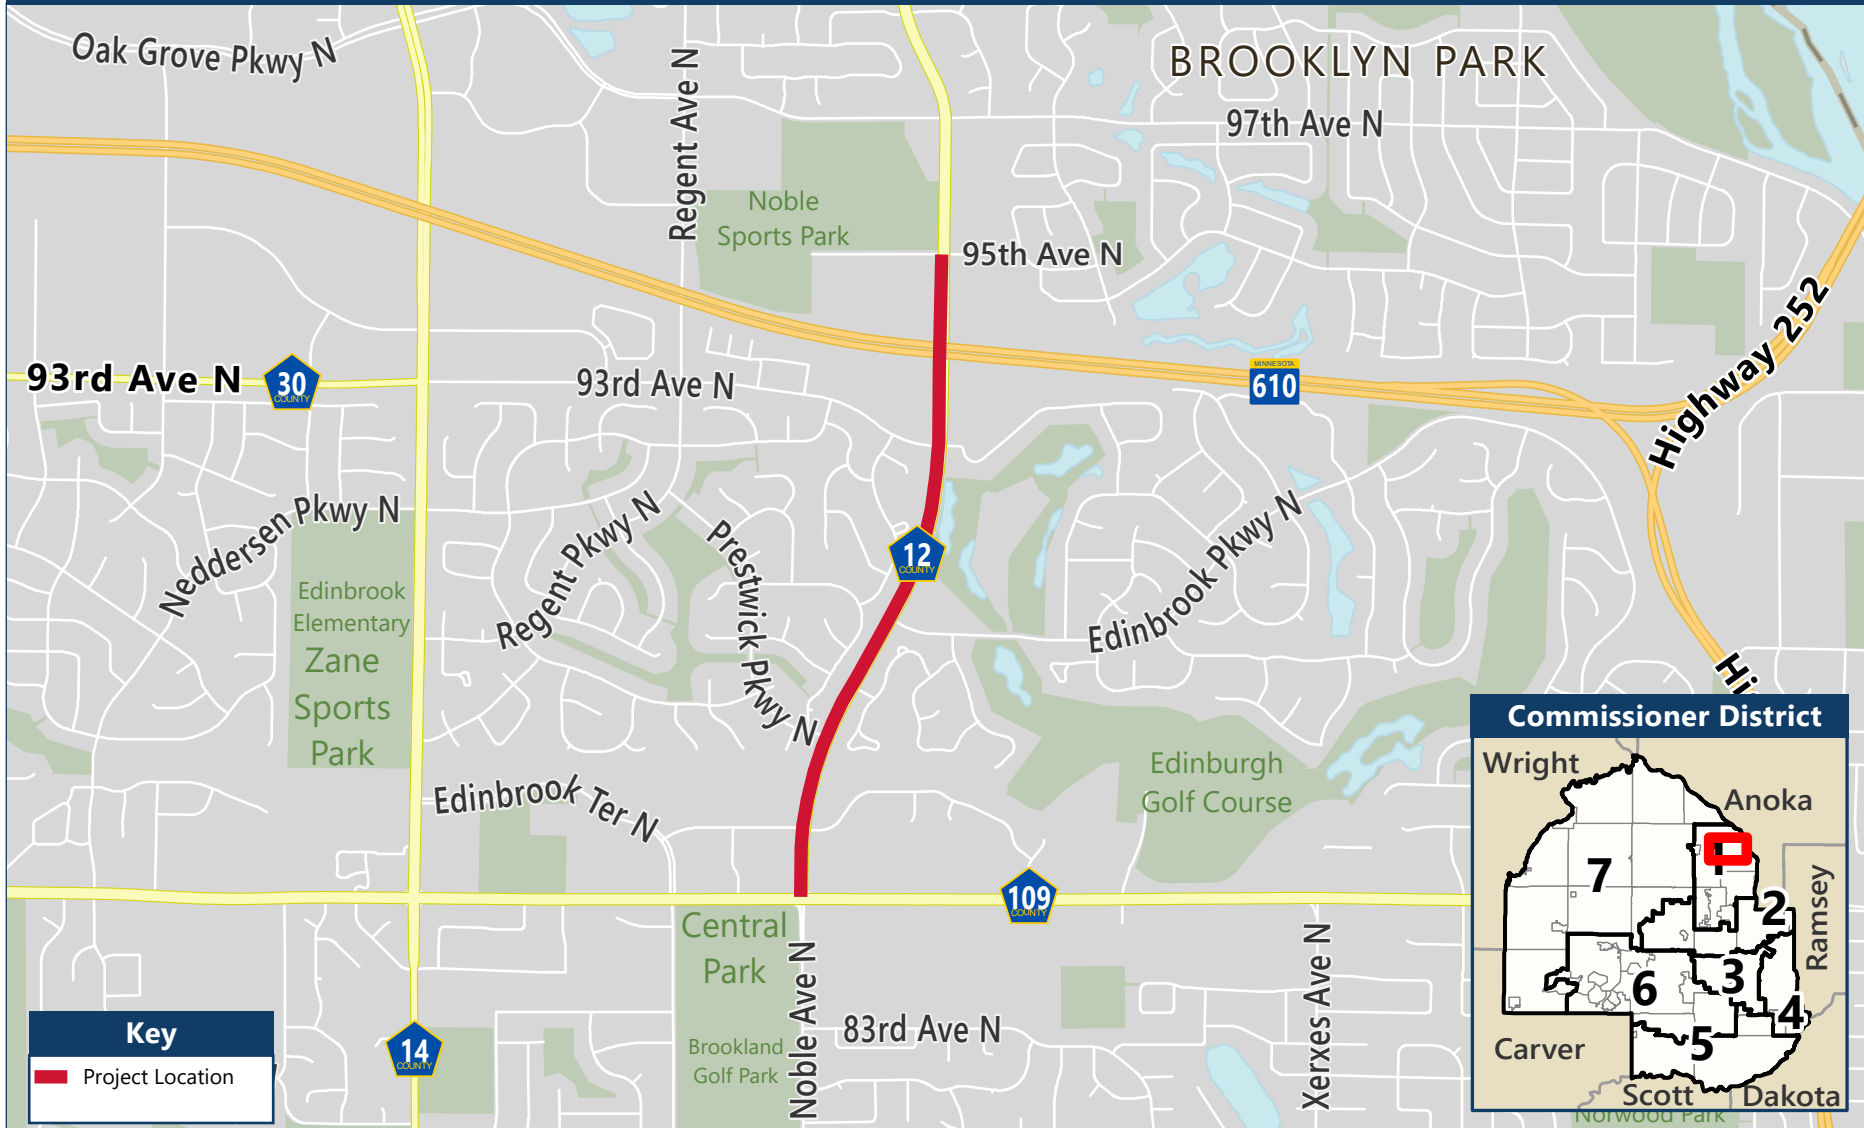 Oak Grove Pkwy N
Regent Ave N
BROOKLYN PARK
97th Ave N
Noble
Sports Park
95th Ave N
Highway 252
93rd Ave N
30
COUNTY
93rd Ave N
MINNESOTA
610
Neddersen Pkwy N
Regent Pkwy N
Prestwick Pkwy N
12
COUNTY
Edinbrook Pkwy N
Edinbrook
Elementary
Zane
Sports
Park
Hi
Edinburgh
Golf Course
Edinbrook Ter N
109
COUNTY
Central
Park
Noble Ave N
Xerxes Ave N
83rd Ave N
Brookland
Golf Park
14
COUNTY
Key
Project Location
Commissioner District
Wright
Anoka
7
1
2
Ramsey
3
6
4
5
Carver
Scott
Dakota
Norwood Park